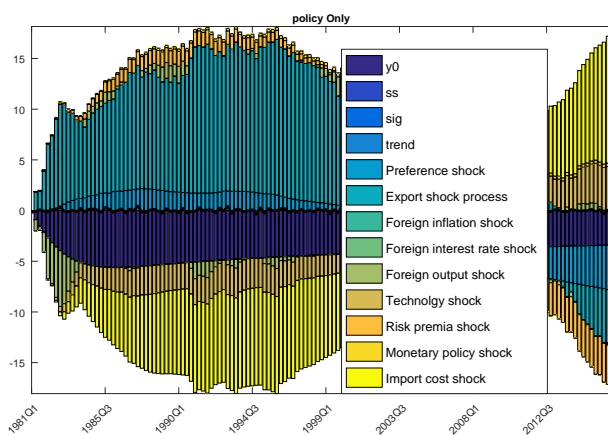 policy Only
15
10
5
0
-5
-10
-15
y0
ss
sig
trend
Preference shock
Export shock process
Foreign inflation shock
Foreign interest rate shock
Foreign output shock
Technolgy shock
Risk premia shock
Monetary policy shock
Import cost shock
1981Q1
1985Q3
1990Q1
1994Q3
1999Q1
2003Q3
2008Q1
2012Q3